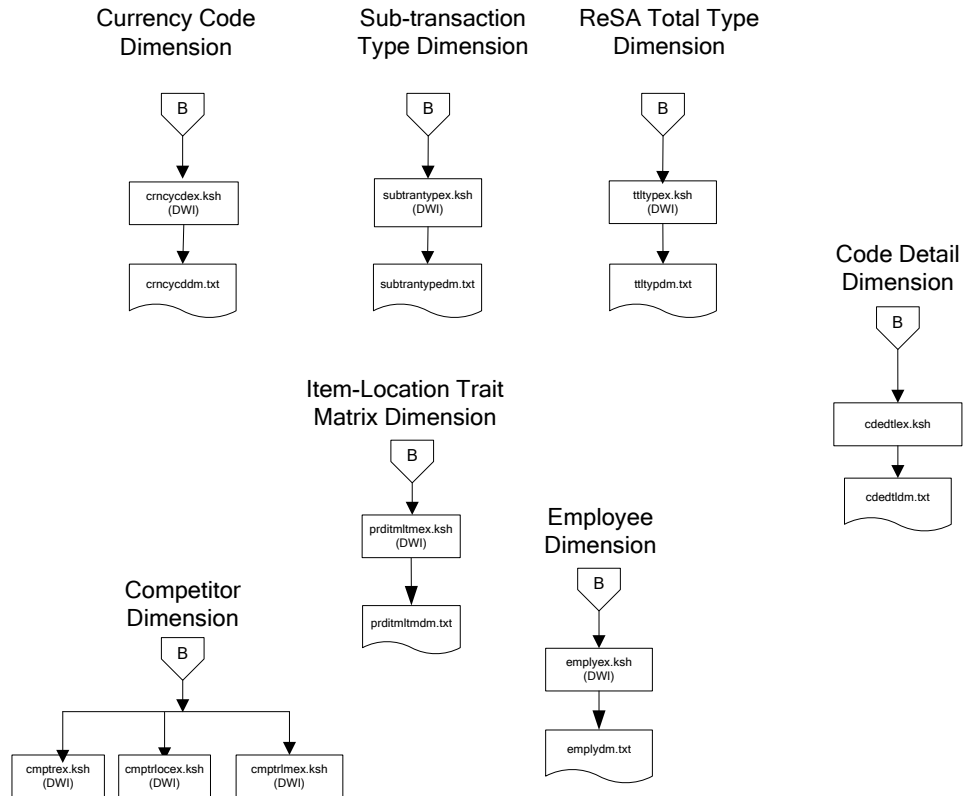 Currency Code
Dimension
B
crncycdex.ksh
(DWI)
crncycddm.txt
Sub-transaction
Type Dimension
B
subtrantypex.ksh
(DWI)
subtrantypedm.txt
ReSA Total Type
Dimension
B
ttltypex.ksh
(DWI)
ttltypdm.txt
Code Detail
Dimension
B
cdedtlex.ksh
cdedtldm.txt
Item-Location Trait
Matrix Dimension
B
prditmltmex.ksh
(DWI)
prditmltmdm.txt
Employee
Dimension
B
emplyex.ksh
(DWI)
emplydm.txt
Competitor
Dimension
B
cmptrex.ksh
(DWI)
cmptrlocex.ksh
(DWI)
cmptrlmex.ksh
(DWI)